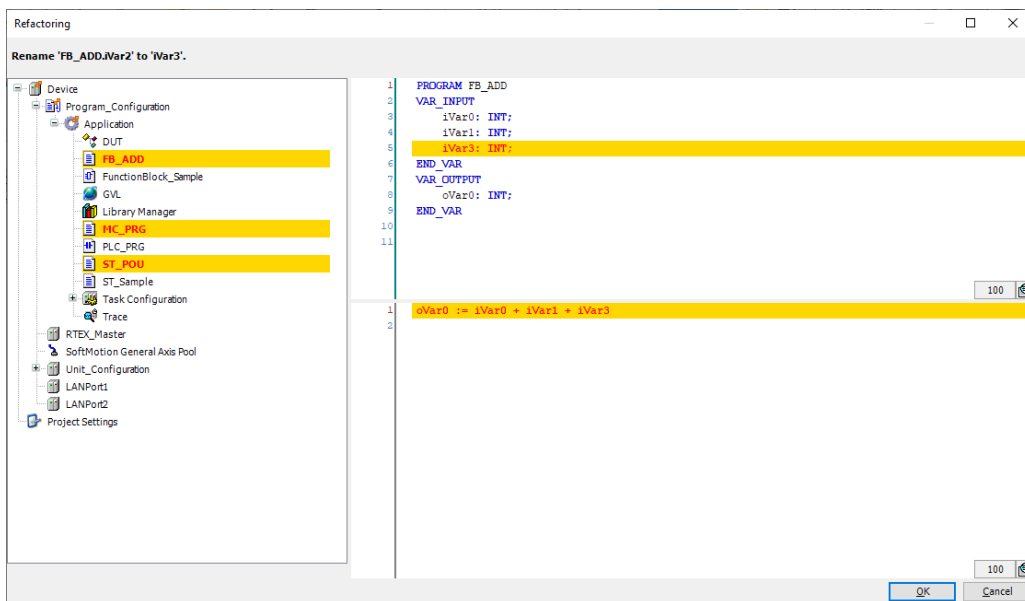 Refactoring
Rename 'FB_ADD.iVar2' to 'iVar3'.
Device
Program_Configuration
Application
DUT
FB_ADD
FunctionBlock_Sample
GVL
Library Manager
MC_PRG
PLC_PRG
ST_POU
ST_Sample
Task Configuration
Trace
RTEX_Master
SoftMotion General Axis Pool
Unit_Configuration
LANPort1
LANPort2
Project Settings
1 PROGRAM FB_ADD
2 VAR_INPUT
3 iVar0: INT;
4 iVar1: INT;
5 iVar3: INT;
6 END_VAR
7 VAR_OUTPUT
8 oVar0: INT;
9 END_VAR
10
11
100
1 oVar0 := iVar0 + iVar1 + iVar3
2
100
OK Cancel